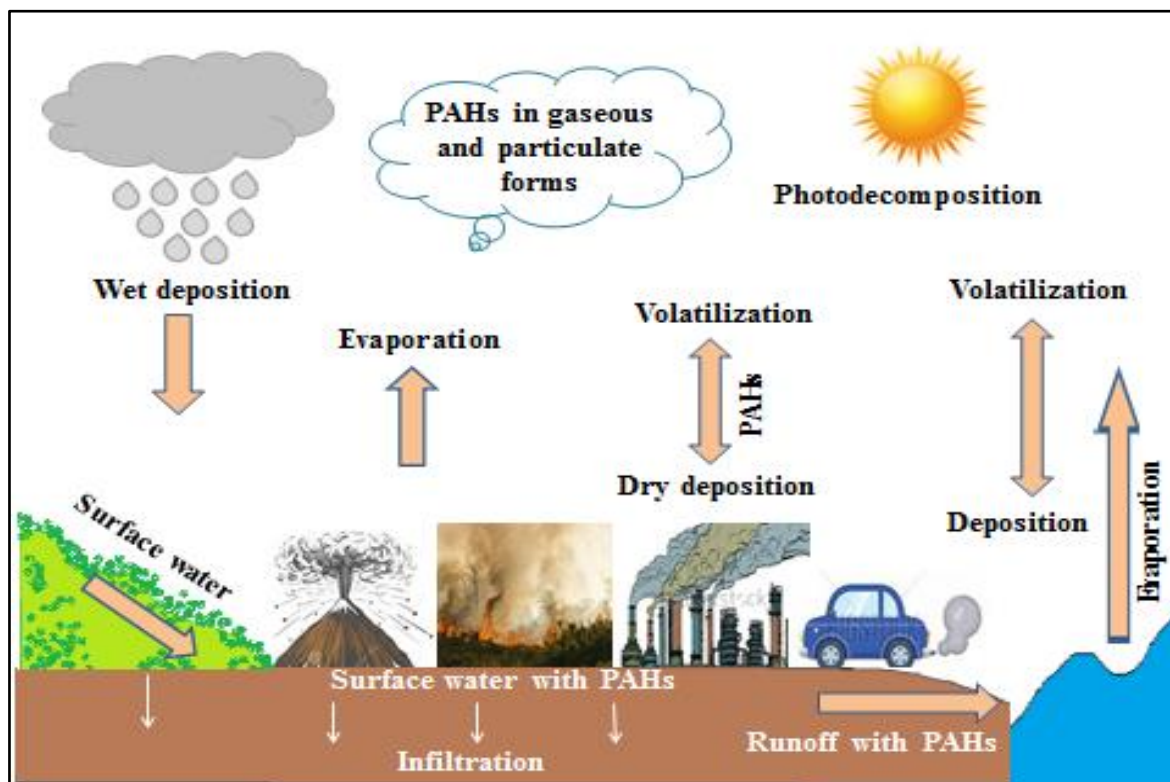 PAHs in gaseous
and particulate
forms
Photodecomposition
Wet deposition
Evaporation
Volatilization
PAHs
Dry deposition
Volatilization
Deposition
Evaporation
Surface water
Surface water with PAHs
Infiltration
Runoff with PAHs